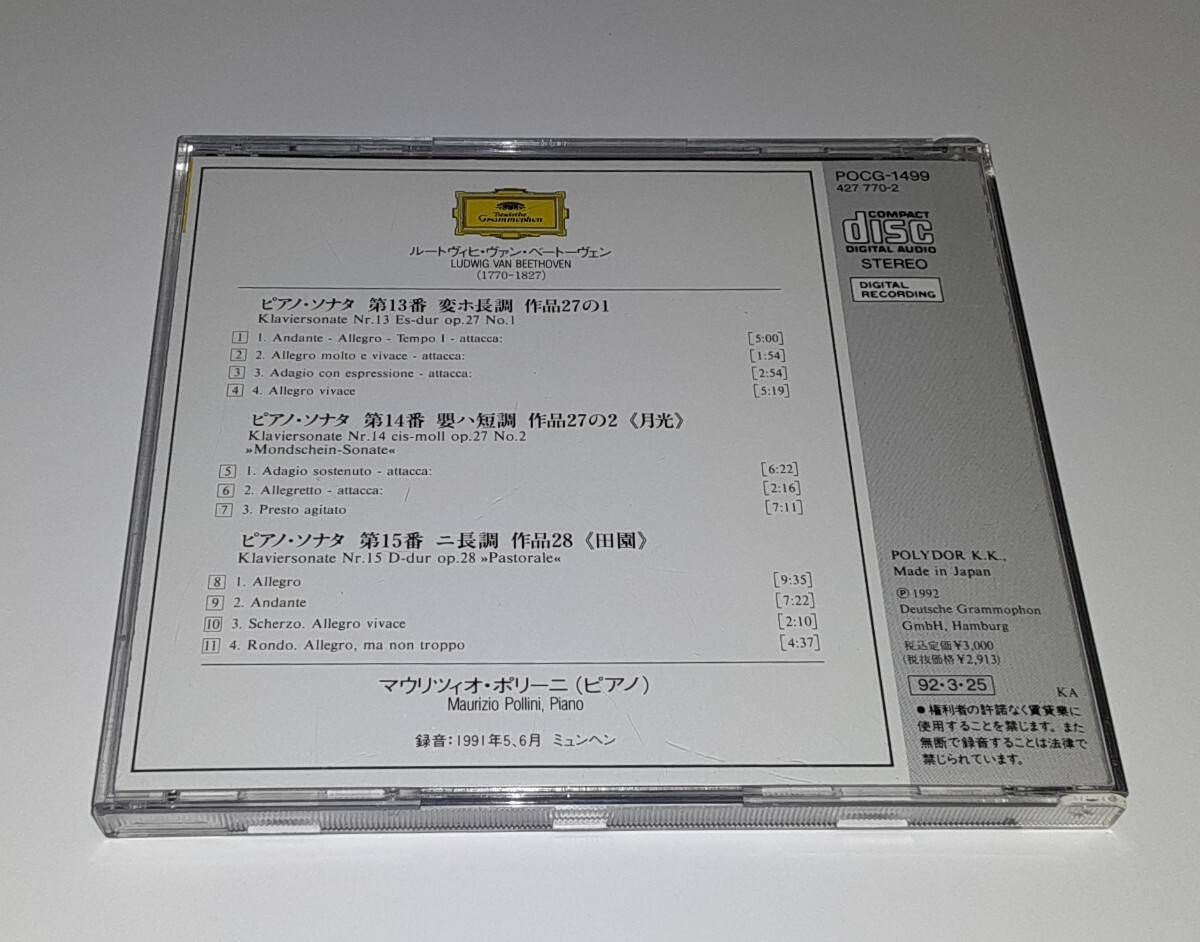 Deutsche
Grammophon
ルートヴィヒ・ヴァン・ベートーヴェン
LUDWIG VAN BEETHOVEN
(1770-1827)
ピアノ・ソナタ 第13番 変ホ長調 作品27の1
Klaviersonate Nr.13 Es-dur op.27 No.1
1 1. Andante - Allegro - Tempo I - attacca: [5:00]
2 2. Allegro molto e vivace - attacca: [1:54]
3 3. Adagio con espressione - attacca: [2:54]
4 4. Allegro vivace [5:19]
ピアノ・ソナタ 第14番 嬰ハ短調 作品27の2《月光》
Klaviersonate Nr.14 cis-moll op.27 No.2
»Mondschein-Sonate«
5 1. Adagio sostenuto - attacca: [6:22]
6 2. Allegretto - attacca: [2:16]
7 3. Presto agitato [7:11]
ピアノ・ソナタ 第15番 ニ長調 作品28《田園》
Klaviersonate Nr.15 D-dur op.28 »Pastorale«
8 1. Allegro [9:35]
9 2. Andante [7:22]
10 3. Scherzo. Allegro vivace [2:10]
11 4. Rondo. Allegro, ma non troppo [4:37]
マウリツィオ・ポリーニ(ピアノ)
Maurizio Pollini, Piano
録音:1991年5、6月 ミュンヘン
POCG-1499
427 770-2
COMPACT
disc
DIGITAL AUDIO
STEREO
DIGITAL
RECORDING
POLYDOR K.K.,
Made in Japan
℗ 1992
Deutsche Grammophon
GmbH, Hamburg
税込定価¥3,000
(税抜価格¥2,913)
92・3・25
KA
●権利者の許諾なく賃貸業に
使用することを禁じます。また
無断で録音することは法律で
禁じられています。